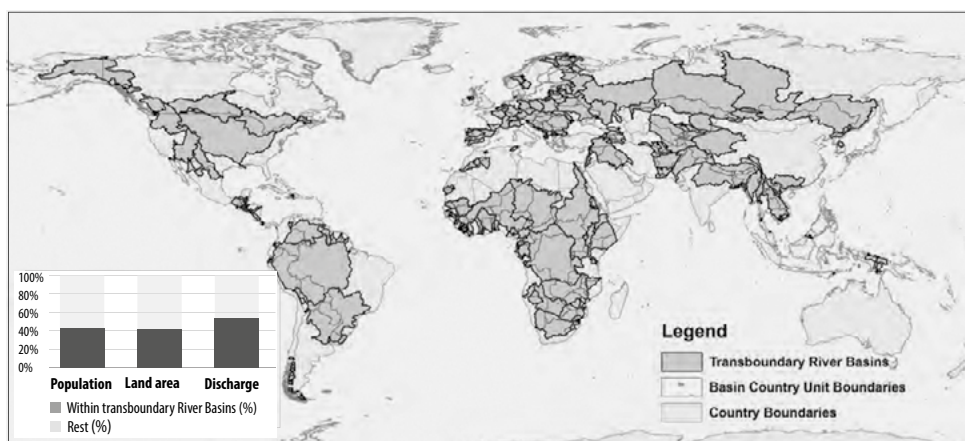 100%
80%
60%
40%
20%
0%
Population Land area Discharge
Within transboundary River Basins (%)
Rest (%)
Legend
Transboundary River Basins
Basin Country Unit Boundaries
Country Boundaries